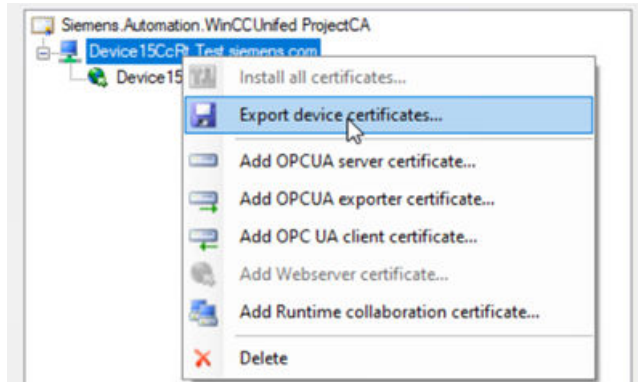 Siemens.Automation.WinCCUnifed ProjectCA
Device15CcRt.Test.siemens.com
Device15
Install all certificates...
Export device certificates...
Add OPCUA server certificate...
Add OPCUA exporter certificate...
Add OPC UA client certificate...
Add Webserver certificate...
Add Runtime collaboration certificate...
Delete